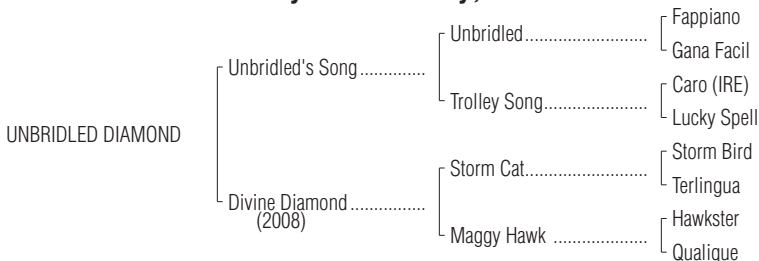 Fappiano
Unbridled..............................
Gana Facil
Unbridled's Song..............
Caro (IRE)
Trolley Song.........................
Lucky Spell
UNBRIDLED DIAMOND
Storm Bird
Storm Cat..............................
Terlingua
Divine Diamond................
(2008)
Hawkster
Maggy Hawk .......................
Qualique